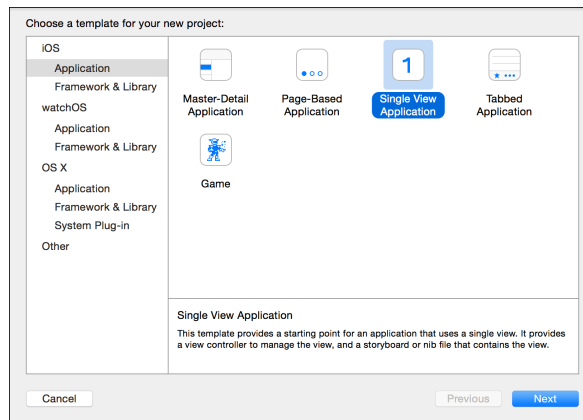 Choose a template for your new project:
iOS
Application
Framework & Library
watchOS
Application
Framework & Library
OS X
Application
Framework & Library
System Plug-in
Other
Master-Detail
Application
Page-Based
Application
1
Single View
Application
Tabbed
Application
Game
Single View Application
This template provides a starting point for an application that uses a single view. It provides
a view controller to manage the view, and a storyboard or nib file that contains the view.
Cancel
Previous
Next